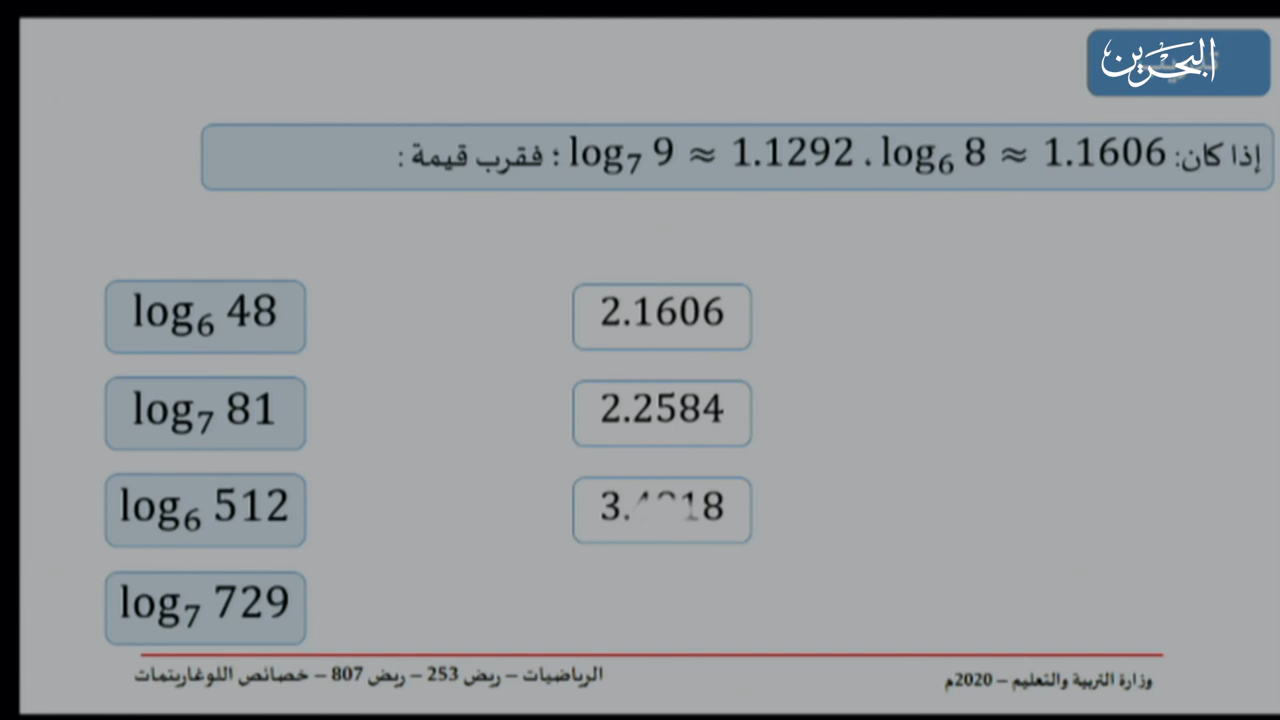 البحرين
إذا كان: log₆ 8 ≈ 1.1606 ، log₇ 9 ≈ 1.1292 ؛ فقرب قيمة :
log₆ 48 2.1606
log₇ 81 2.2584
log₆ 512
log₇ 729
وزارة التربية والتعليم – 2020م
الرياضيات – ريض 253 – ريض 807 – خصائص اللوغاريتمات